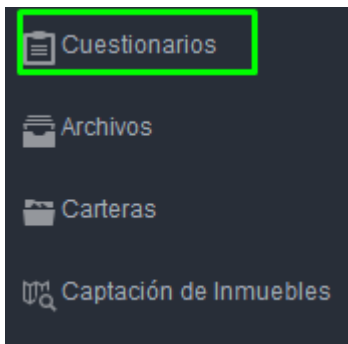 Cuestionarios
Archivos
Carteras
Captación de Inmuebles